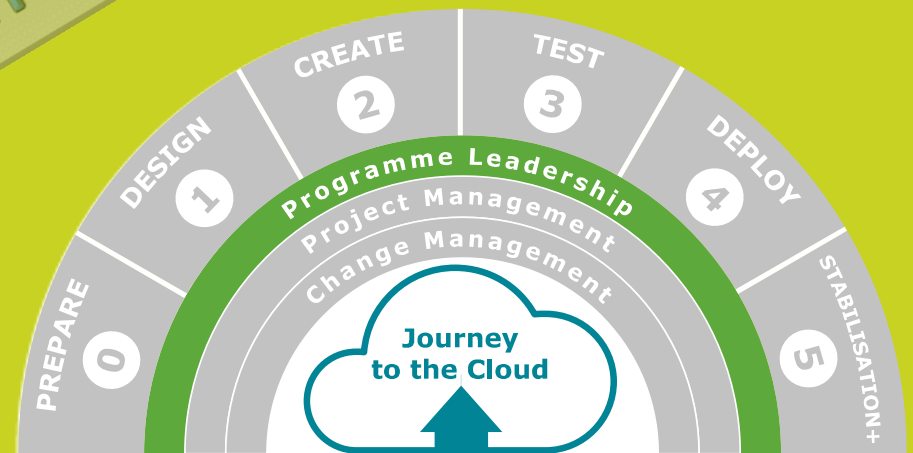 PREPARE
0
DESIGN
1
CREATE
2
TEST
3
DEPLOY
4
STABILISATION+
5
Programme Leadership
Project Management
Change Management
Journey
to the Cloud